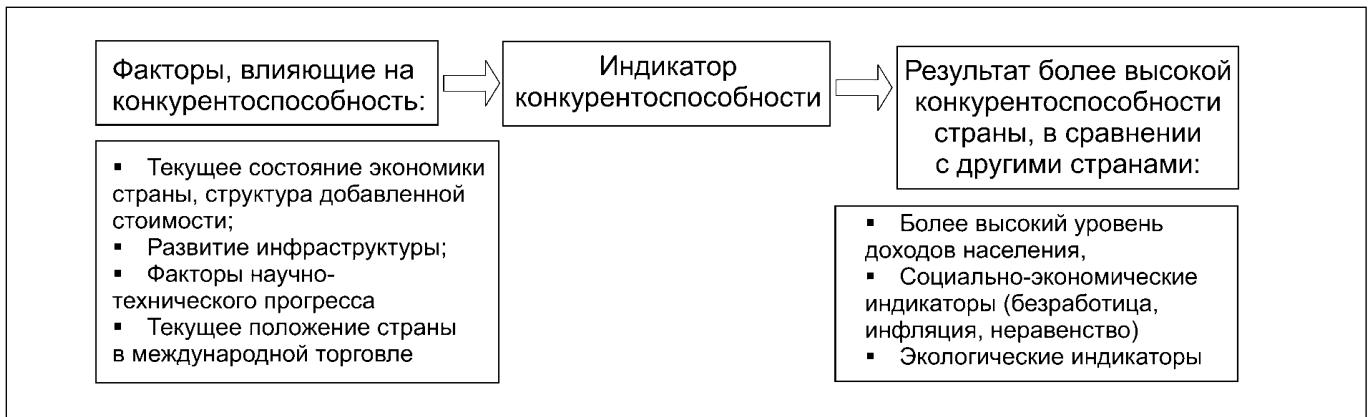 Факторы, влияющие на
конкурентоспособность:
▪ Текущее состояние экономики
страны, структура добавленной
стоимости;
▪ Развитие инфраструктуры;
▪ Факторы научно-
технического прогресса
▪ Текущее положение страны
в международной торговле
Индикатор
конкурентоспособности
Результат более высокой
конкурентоспособности
страны, в сравнении
с другими странами:
▪ Более высокий уровень
доходов населения,
▪ Социально-экономические
индикаторы (безработица,
инфляция, неравенство)
▪ Экологические индикаторы